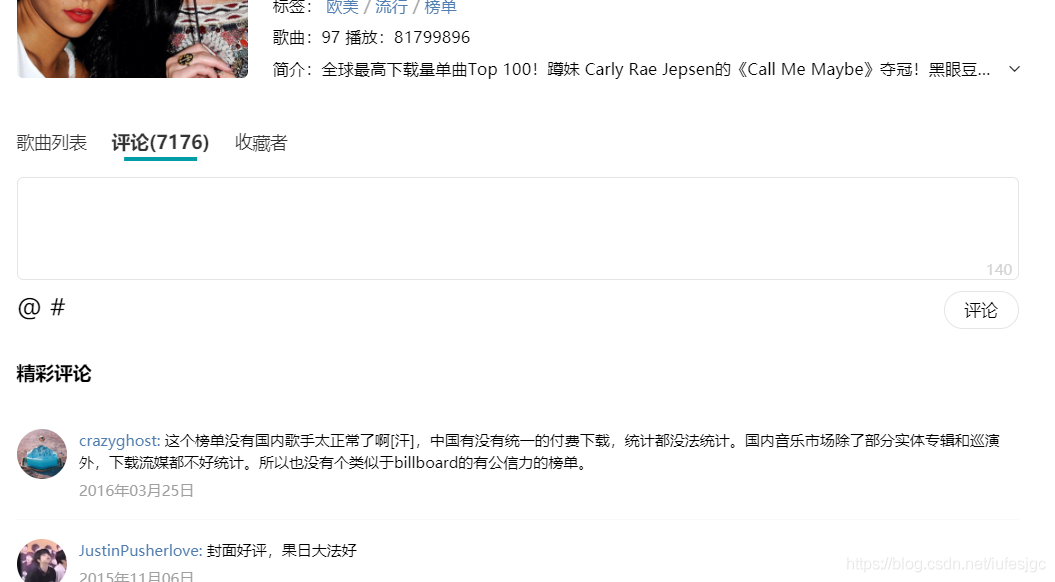 标签： 欧美 / 流行 / 榜单
歌曲：97 播放：81799896
简介：全球最高下载量单曲Top 100！蹲妹 Carly Rae Jepsen的《Call Me Maybe》夺冠！黑眼豆...
歌曲列表 评论(7176) 收藏者
140
@ #
评论
精彩评论
crazyghost: 这个榜单没有国内歌手太正常了啊[汗]，中国有没有统一的付费下载，统计都没法统计。国内音乐市场除了部分实体专辑和巡演
外，下载流媒都不好统计。所以也没有个类似于billboard的有公信力的榜单。
2016年03月25日
JustinPusherlove: 封面好评，果日大法好
2015年11月06日
https://blog.csdn.net/iufesjgc